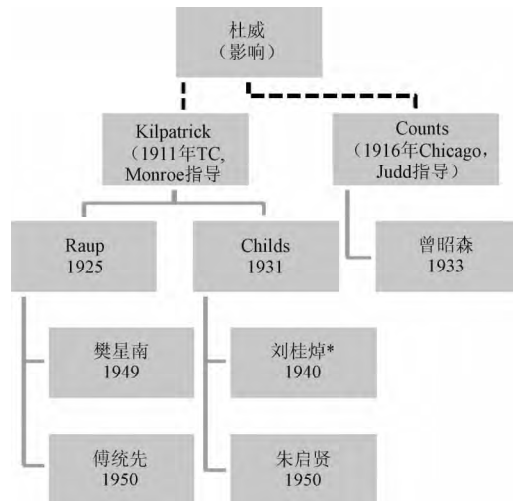 杜威
（影响）
Kilpatrick
（1911年TC,
Monroe指导
Counts
（1916年Chicago，
Judd指导）
Raup
1925
Childs
1931
曾昭森
1933
樊星南
1949
刘桂焯*
1940
傅统先
1950
朱启贤
1950